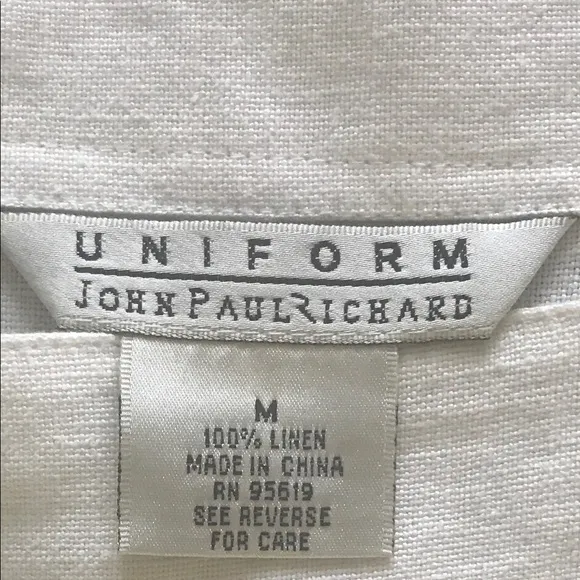 UNIFORM
JOHN PAUL RICHARD
M
100% LINEN
MADE IN CHINA
RN 95619
SEE REVERSE
FOR CARE